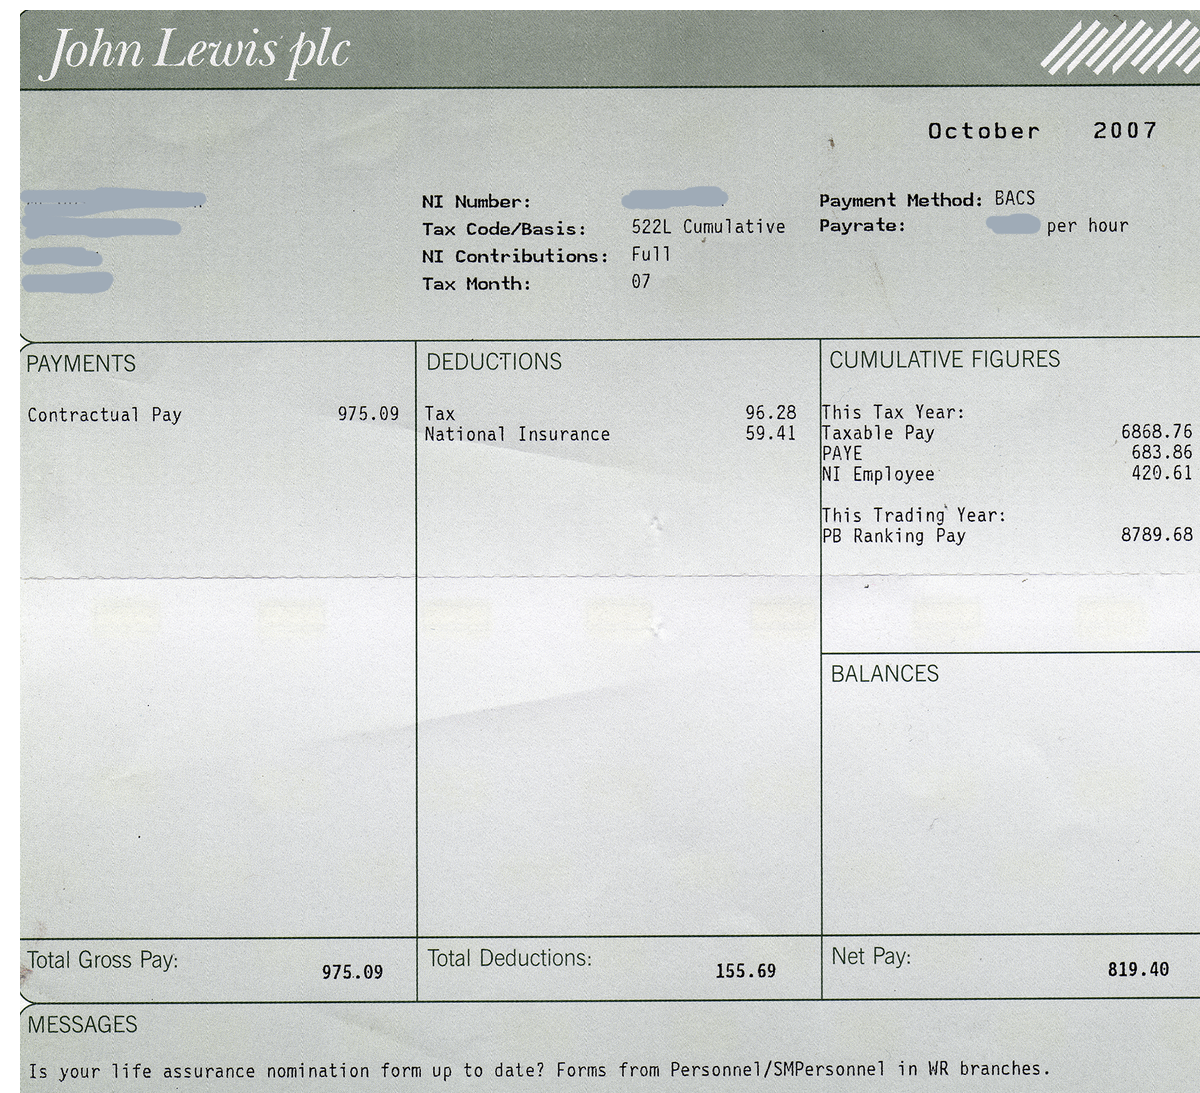 John Lewis plc
October 2007
NI Number:
Tax Code/Basis: 522L Cumulative
NI Contributions: Full
Tax Month: 07
Payment Method: BACS
Payrate: per hour
PAYMENTS
Contractual Pay 975.09
DEDUCTIONS
Tax 96.28
National Insurance 59.41
CUMULATIVE FIGURES
This Tax Year:
Taxable Pay 6868.76
PAYE 683.86
NI Employee 420.61
This Trading Year:
PB Ranking Pay 8789.68
BALANCES
Total Gross Pay: 975.09
Total Deductions: 155.69
Net Pay: 819.40
MESSAGES
Is your life assurance nomination form up to date? Forms from Personnel/SMPersonnel in WR branches.